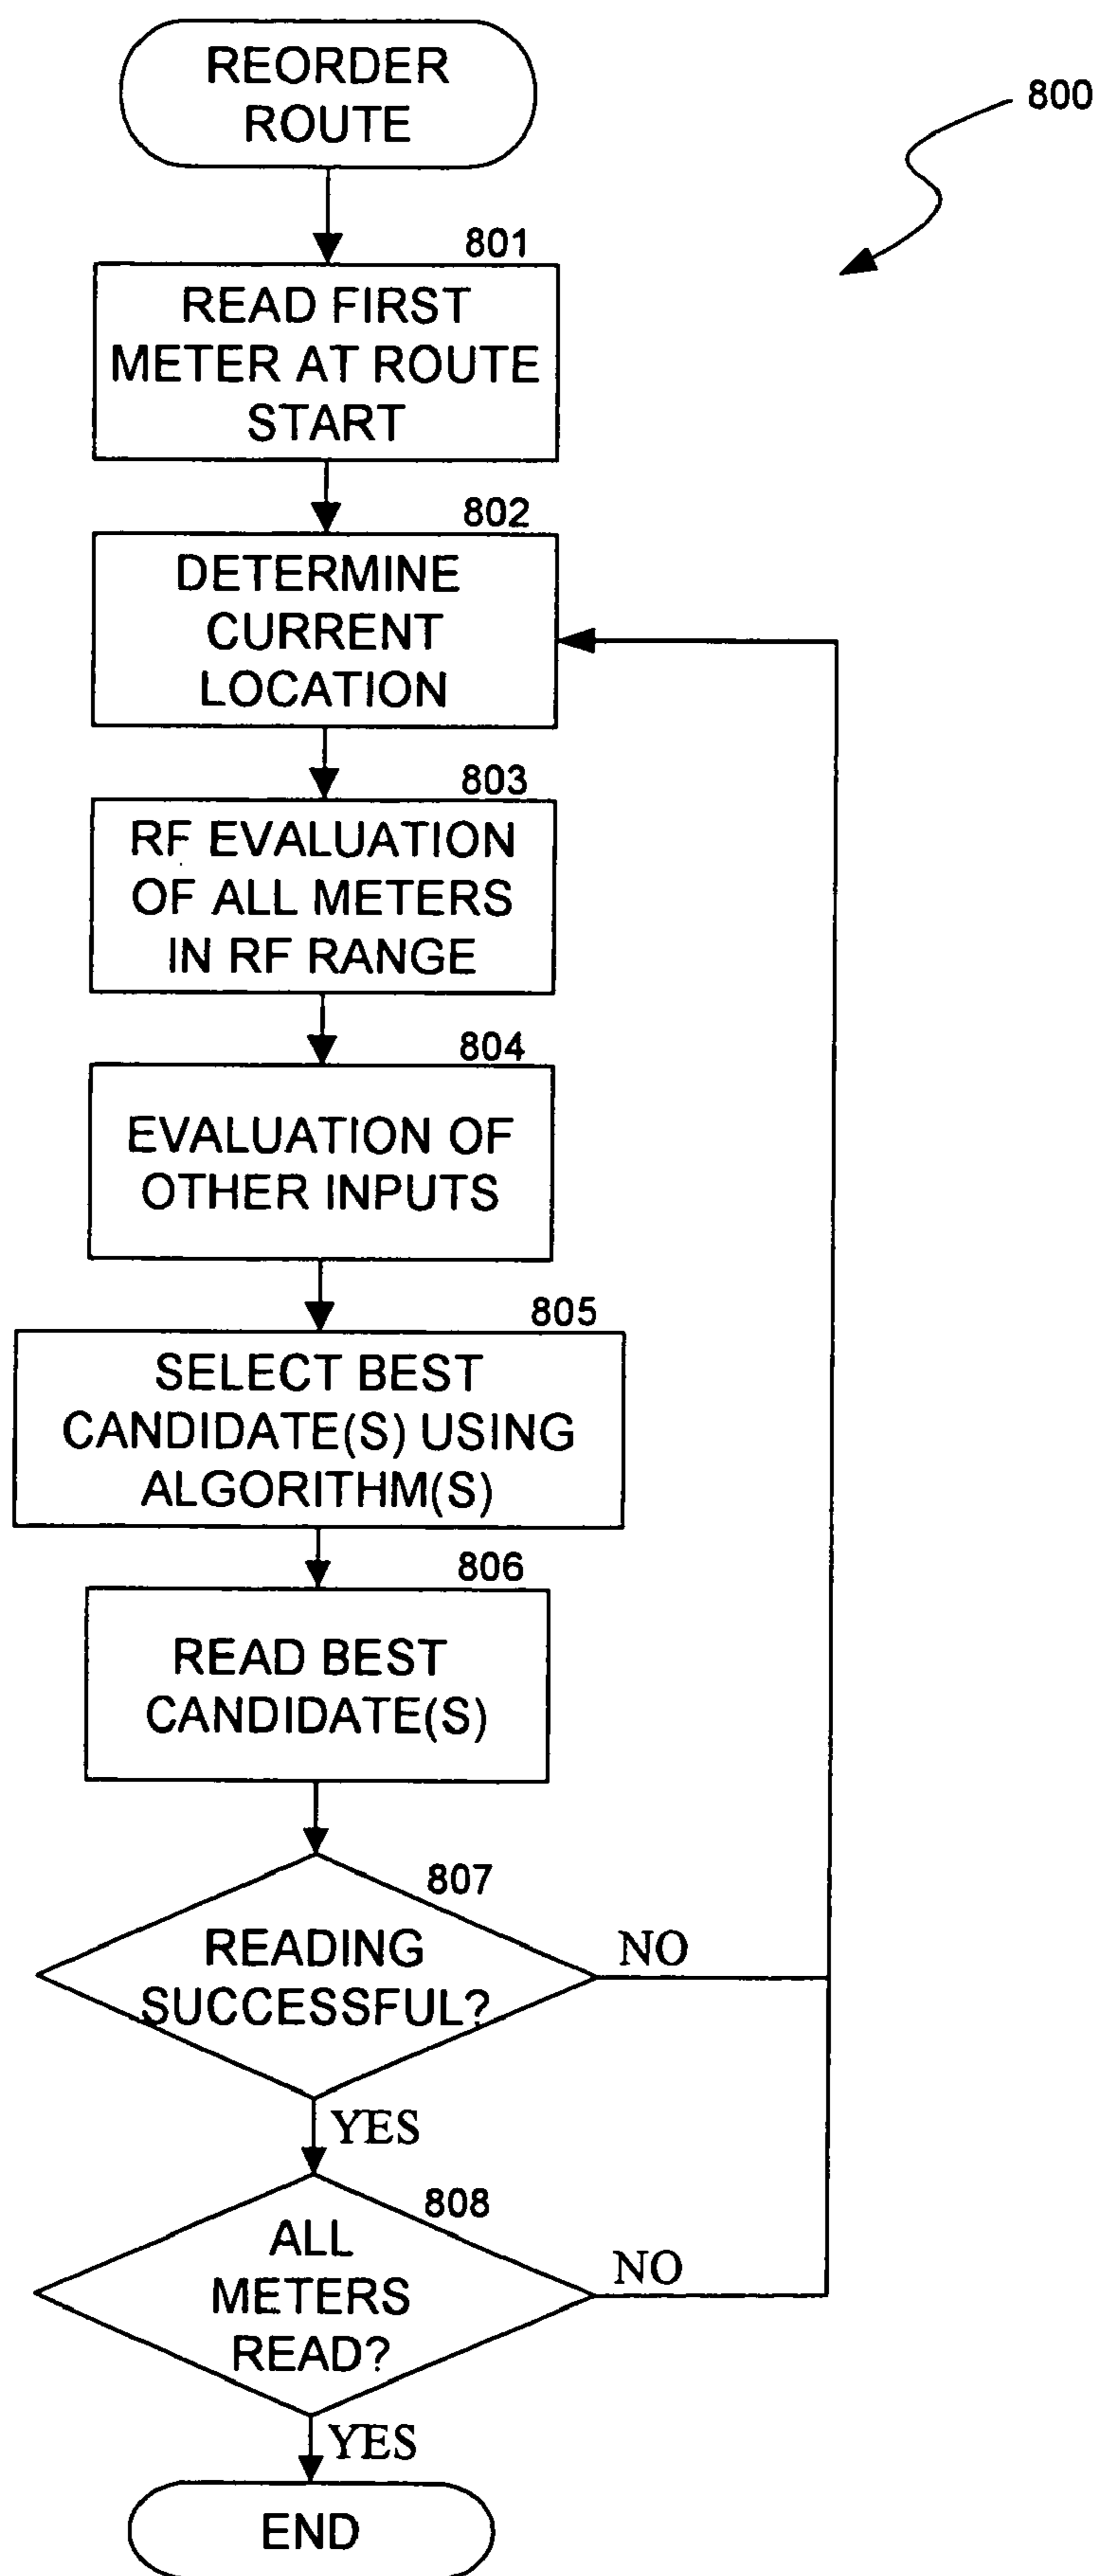 REORDER
ROUTE
800
801
READ FIRST
METER AT ROUTE
START
802
DETERMINE
CURRENT
LOCATION
803
RF EVALUATION
OF ALL METERS
IN RF RANGE
804
EVALUATION OF
OTHER INPUTS
805
SELECT BEST
CANDIDATE(S) USING
ALGORITHM(S)
806
READ BEST
CANDIDATE(S)
807
READING
SUCCESSFUL?
NO
YES
808
ALL
METERS
READ?
NO
YES
END